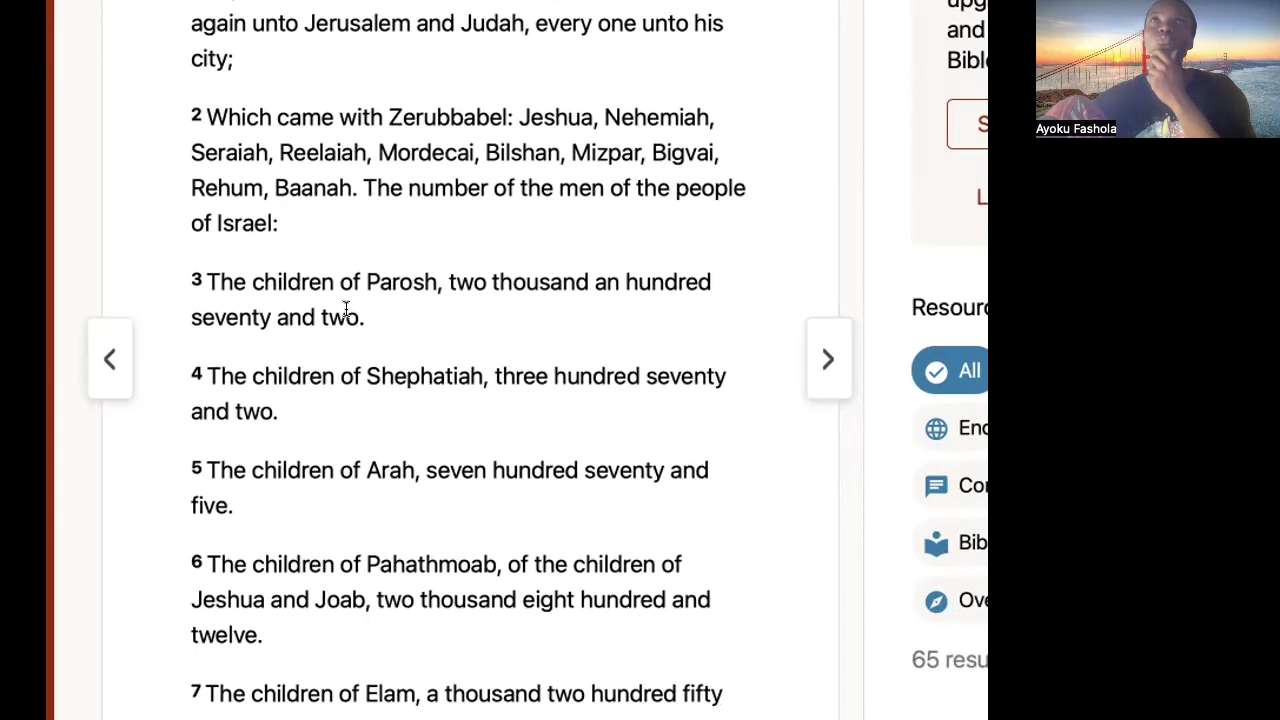 again unto Jerusalem and Judah, every one unto his
city;
2 Which came with Zerubbabel: Jeshua, Nehemiah,
Seraiah, Reelaiah, Mordecai, Bilshan, Mizpar, Bigvai,
Rehum, Baanah. The number of the men of the people
of Israel:
3 The children of Parosh, two thousand an hundred
seventy and two.
4 The children of Shephatiah, three hundred seventy
and two.
5 The children of Arah, seven hundred seventy and
five.
6 The children of Pahathmoab, of the children of
Jeshua and Joab, two thousand eight hundred and
twelve.
7 The children of Elam, a thousand two hundred fifty
and
Bible
S
L
Resourc
All
Enc
Com
Bib
Ove
65 resu
Ayoku Fashola